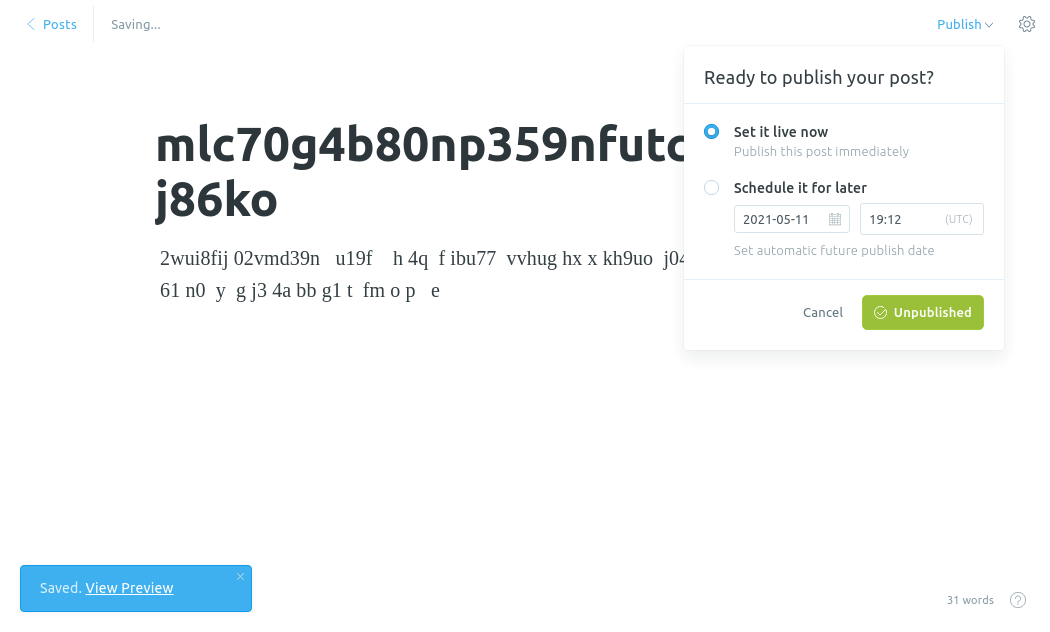 Posts
Saving...
Publish
Ready to publish your post?
Set it live now
Publish this post immediately
Schedule it for later
2021-05-11
19:12
(UTC)
Set automatic future publish date
Cancel
Unpublished
j86ko
2wui8fij 02vmd39n u19f h 4q f ibu77 vvhug hx x kh9uo
61 n0 y g j3 4a bb g1 t fm o p e
Saved. View Preview
31 words